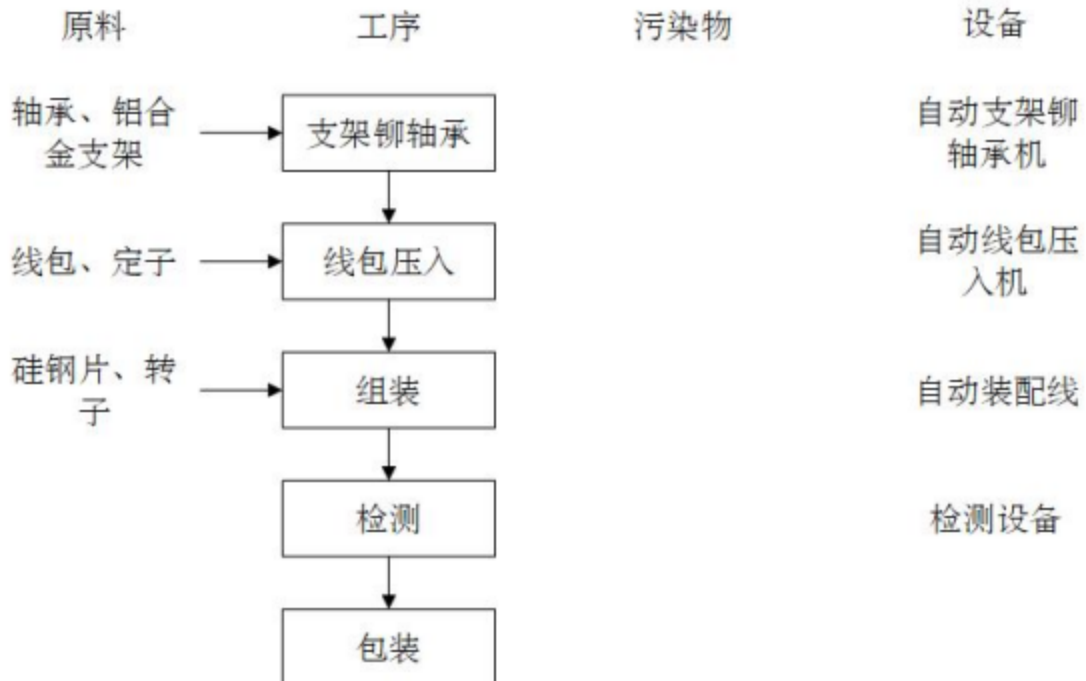 原料 工序 污染物 设备
轴承、铝合
金支架
支架铆轴承
自动支架铆
轴承机
线包、定子
线包压入
自动线包压
入机
硅钢片、转
子
组装
自动装配线
检测
检测设备
包装